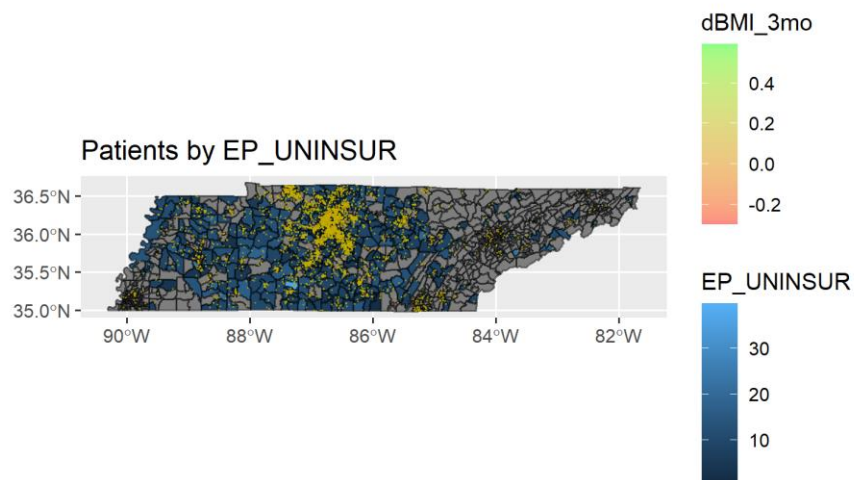 Patients by EP_UNINSUR
36.5°N
36.0°N
35.5°N
35.0°N
90°W 88°W 86°W 84°W 82°W
dBMI_3mo
0.4
0.2
0.0
-0.2
EP_UNINSUR
30
20
10